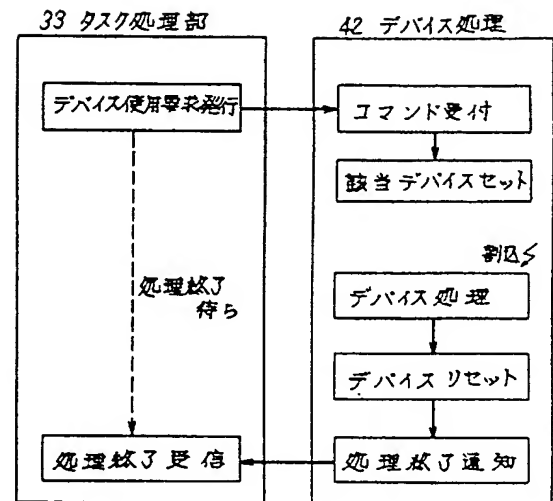 33 タスク処理部
42 デバイス処理
デバイス使用要求発行
コマンド受付
該当デバイスセット
割込
処理終了
待ち
デバイス処理
デバイスリセット
処理終了受信
処理終了通知